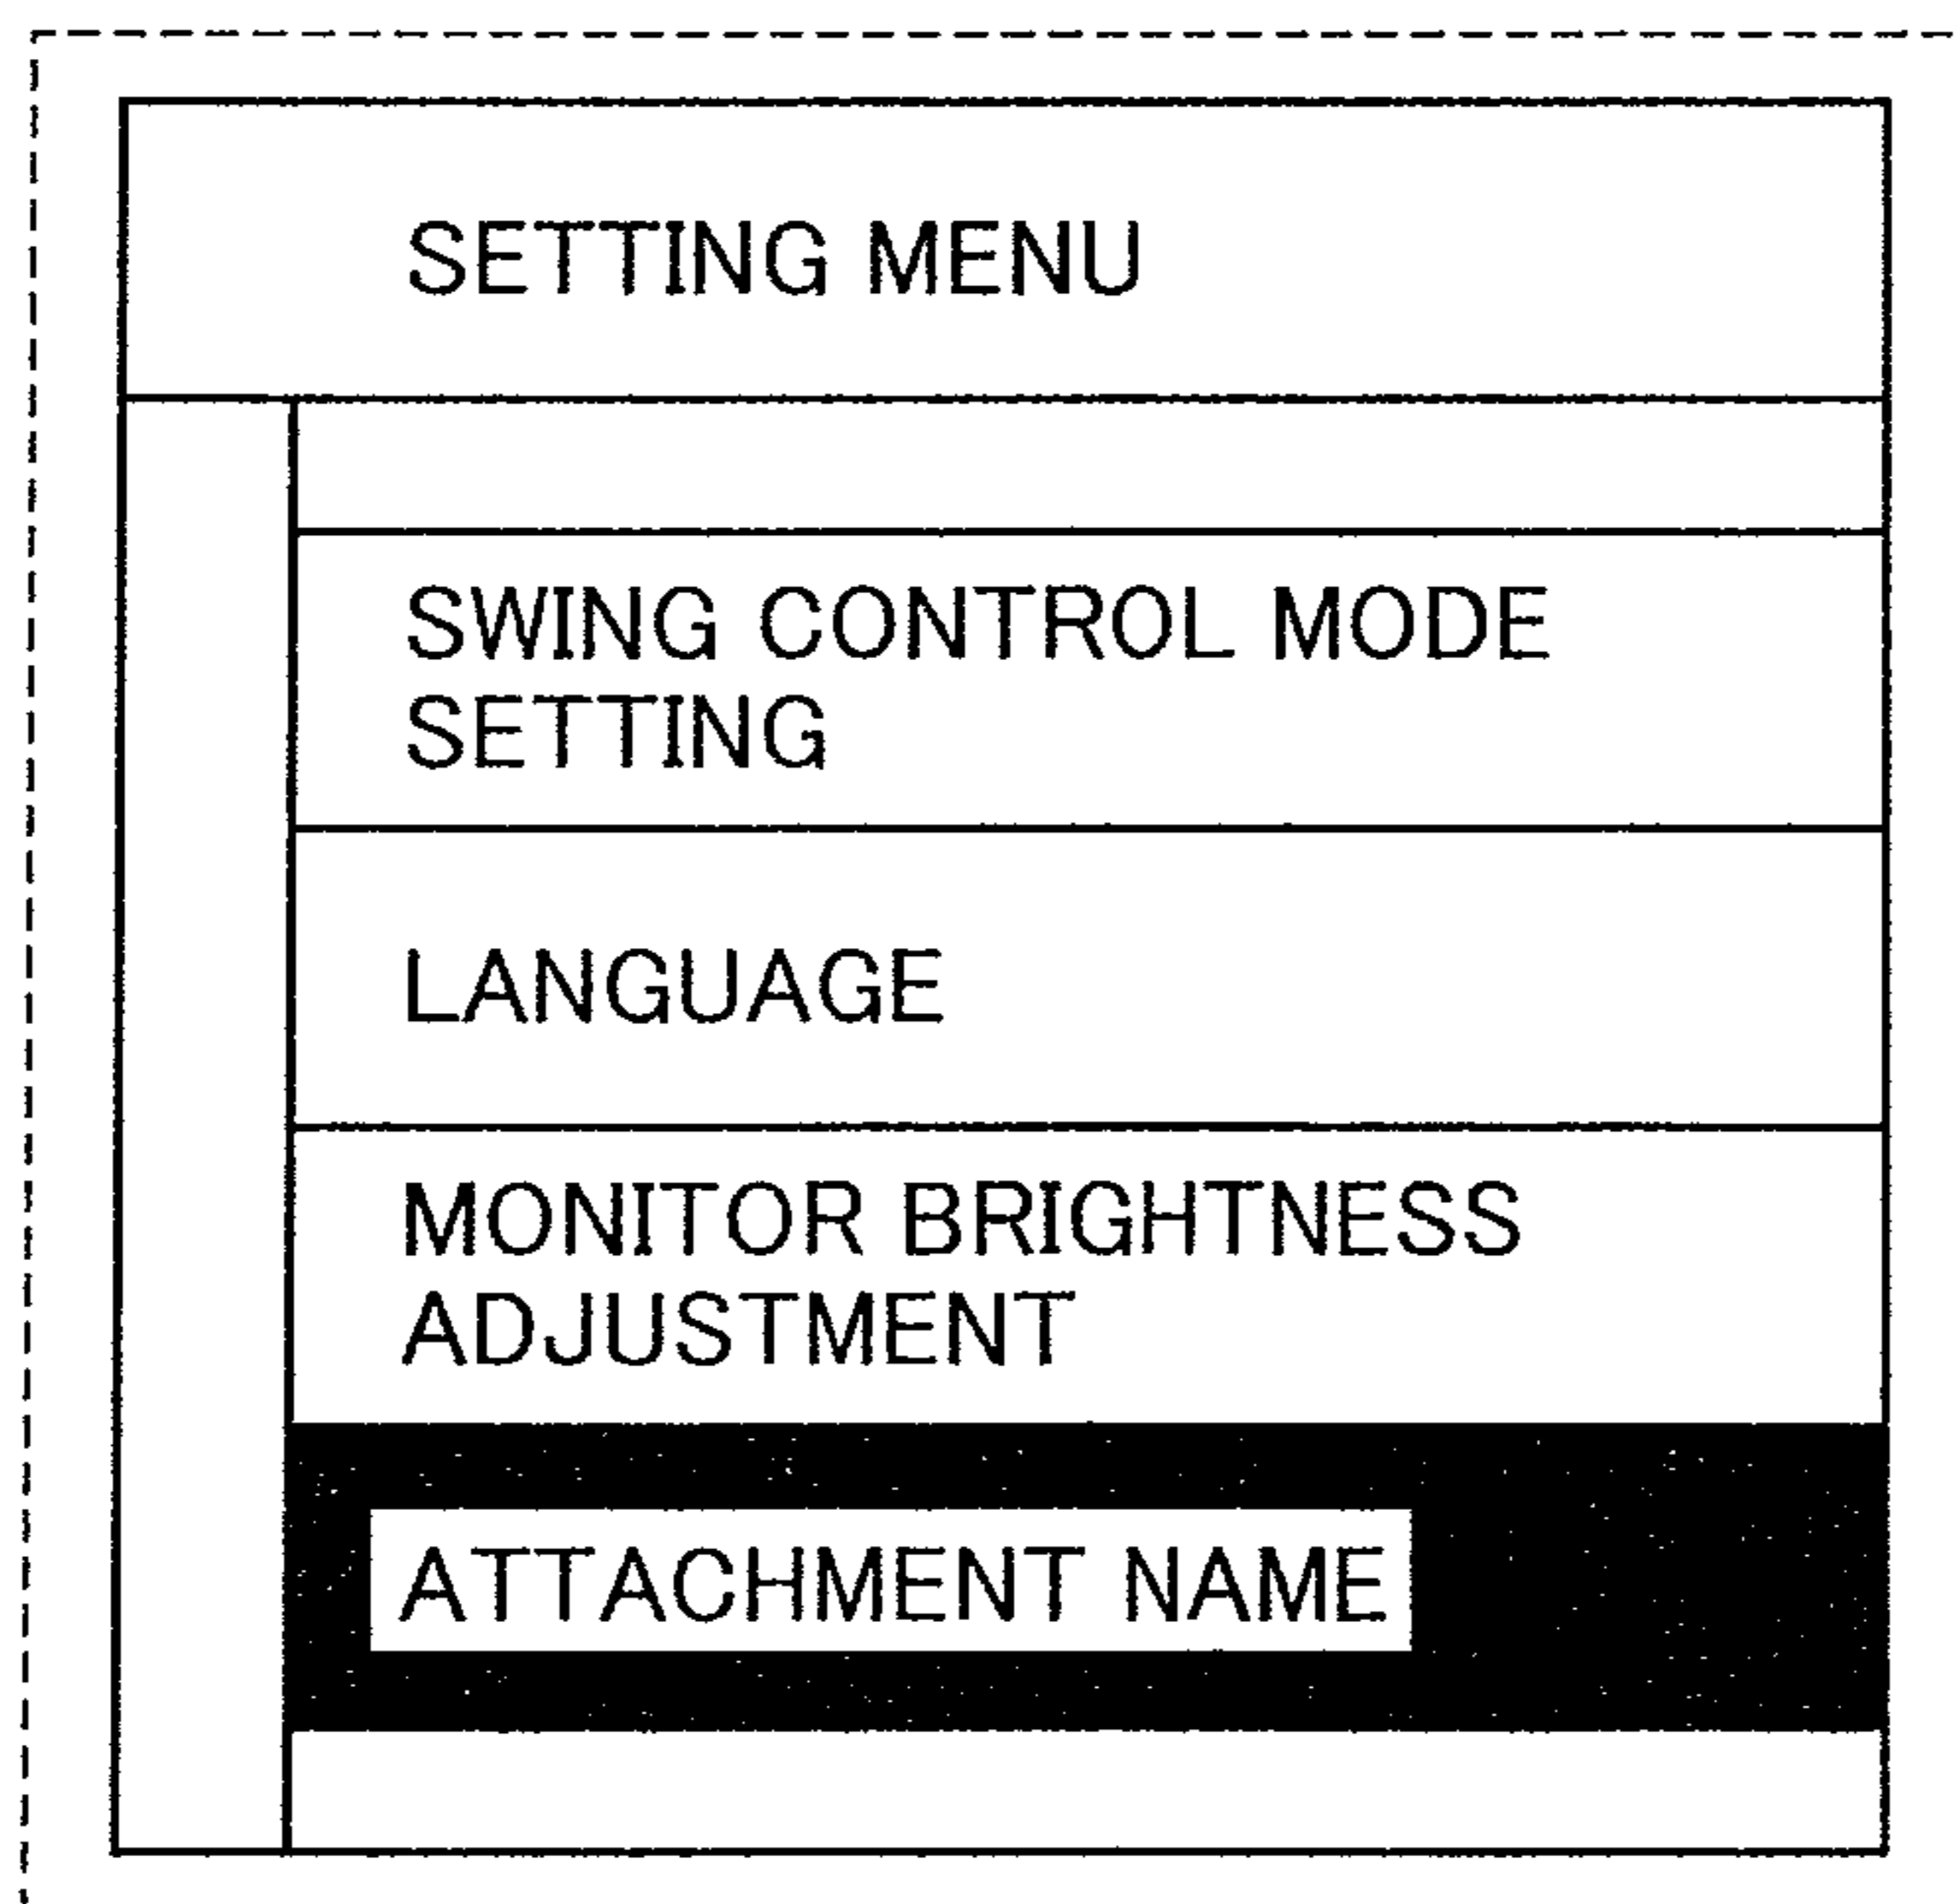 SETTING MENU
SWING CONTROL MODE
SETTING
LANGUAGE
MONITOR BRIGHTNESS
ADJUSTMENT
ATTACHMENT NAME